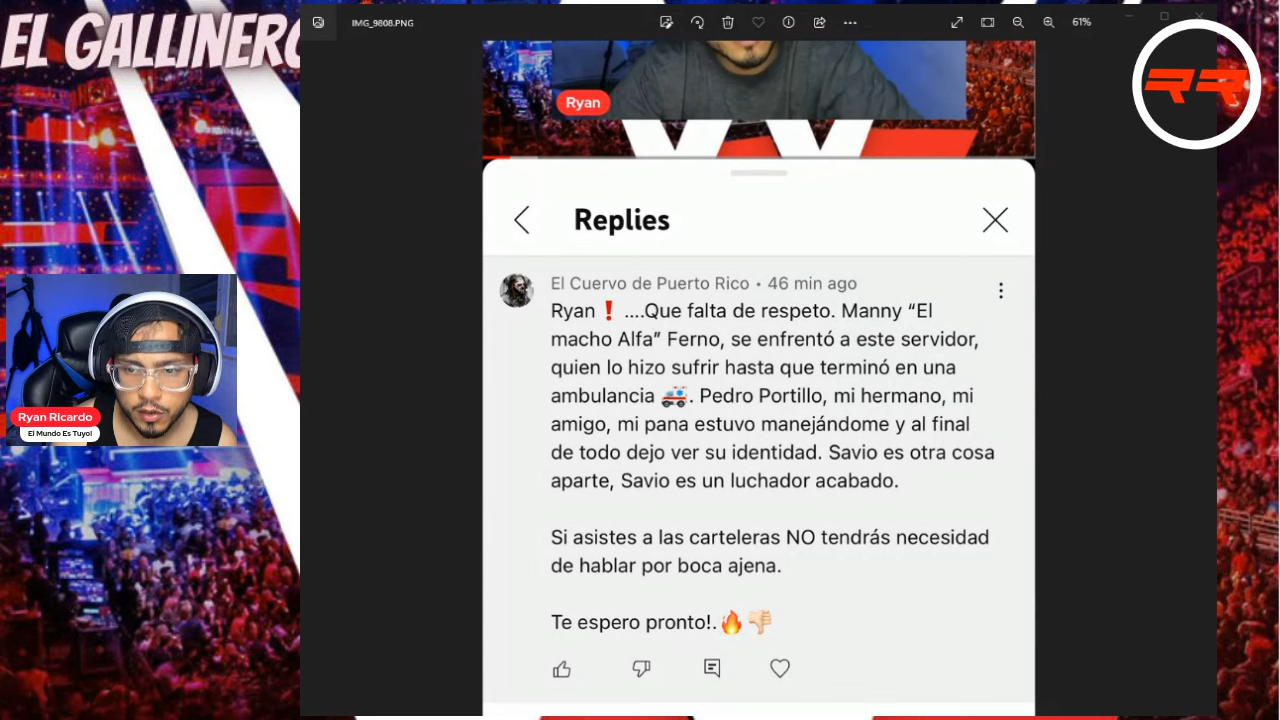 EL GALLINERO
IMG_9808.PNG
61%
RR
Ryan
Replies
El Cuervo de Puerto Rico • 46 min ago
Ryan❗ ....Que falta de respeto. Manny “El
macho Alfa” Ferno, se enfrentó a este servidor,
quien lo hizo sufrir hasta que terminó en una
ambulancia 🚑. Pedro Portillo, mi hermano, mi
amigo, mi pana estuvo manejándome y al final
de todo dejo ver su identidad. Savio es otra cosa
aparte, Savio es un luchador acabado.
Si asistes a las carteleras NO tendrás necesidad
de hablar por boca ajena.
Te espero pronto!.🔥👎🏻
Ryan Ricardo
El Mundo Es Tuyo!